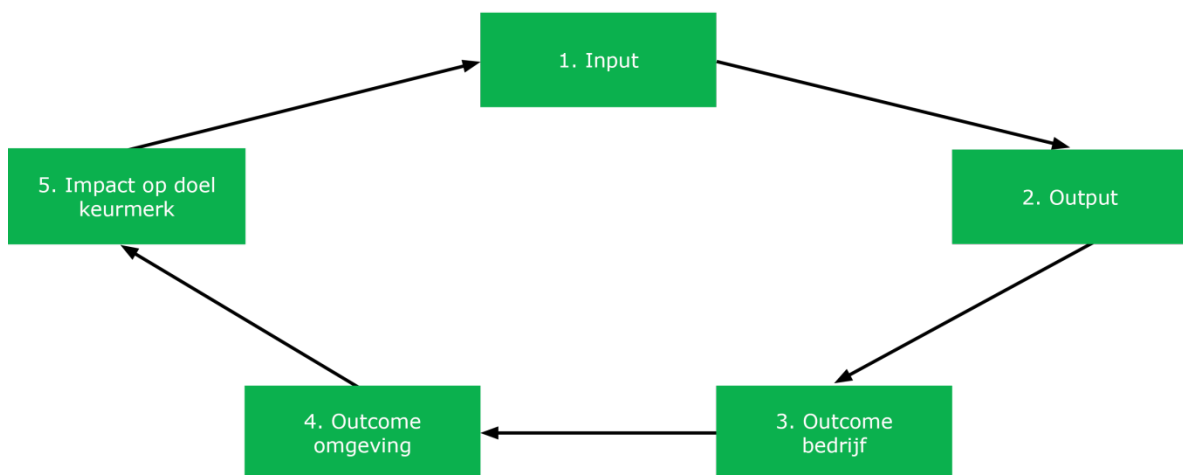 1. Input
2. Output
3. Outcome
bedrijf
4. Outcome
omgeving
5. Impact op doel
keurmerk